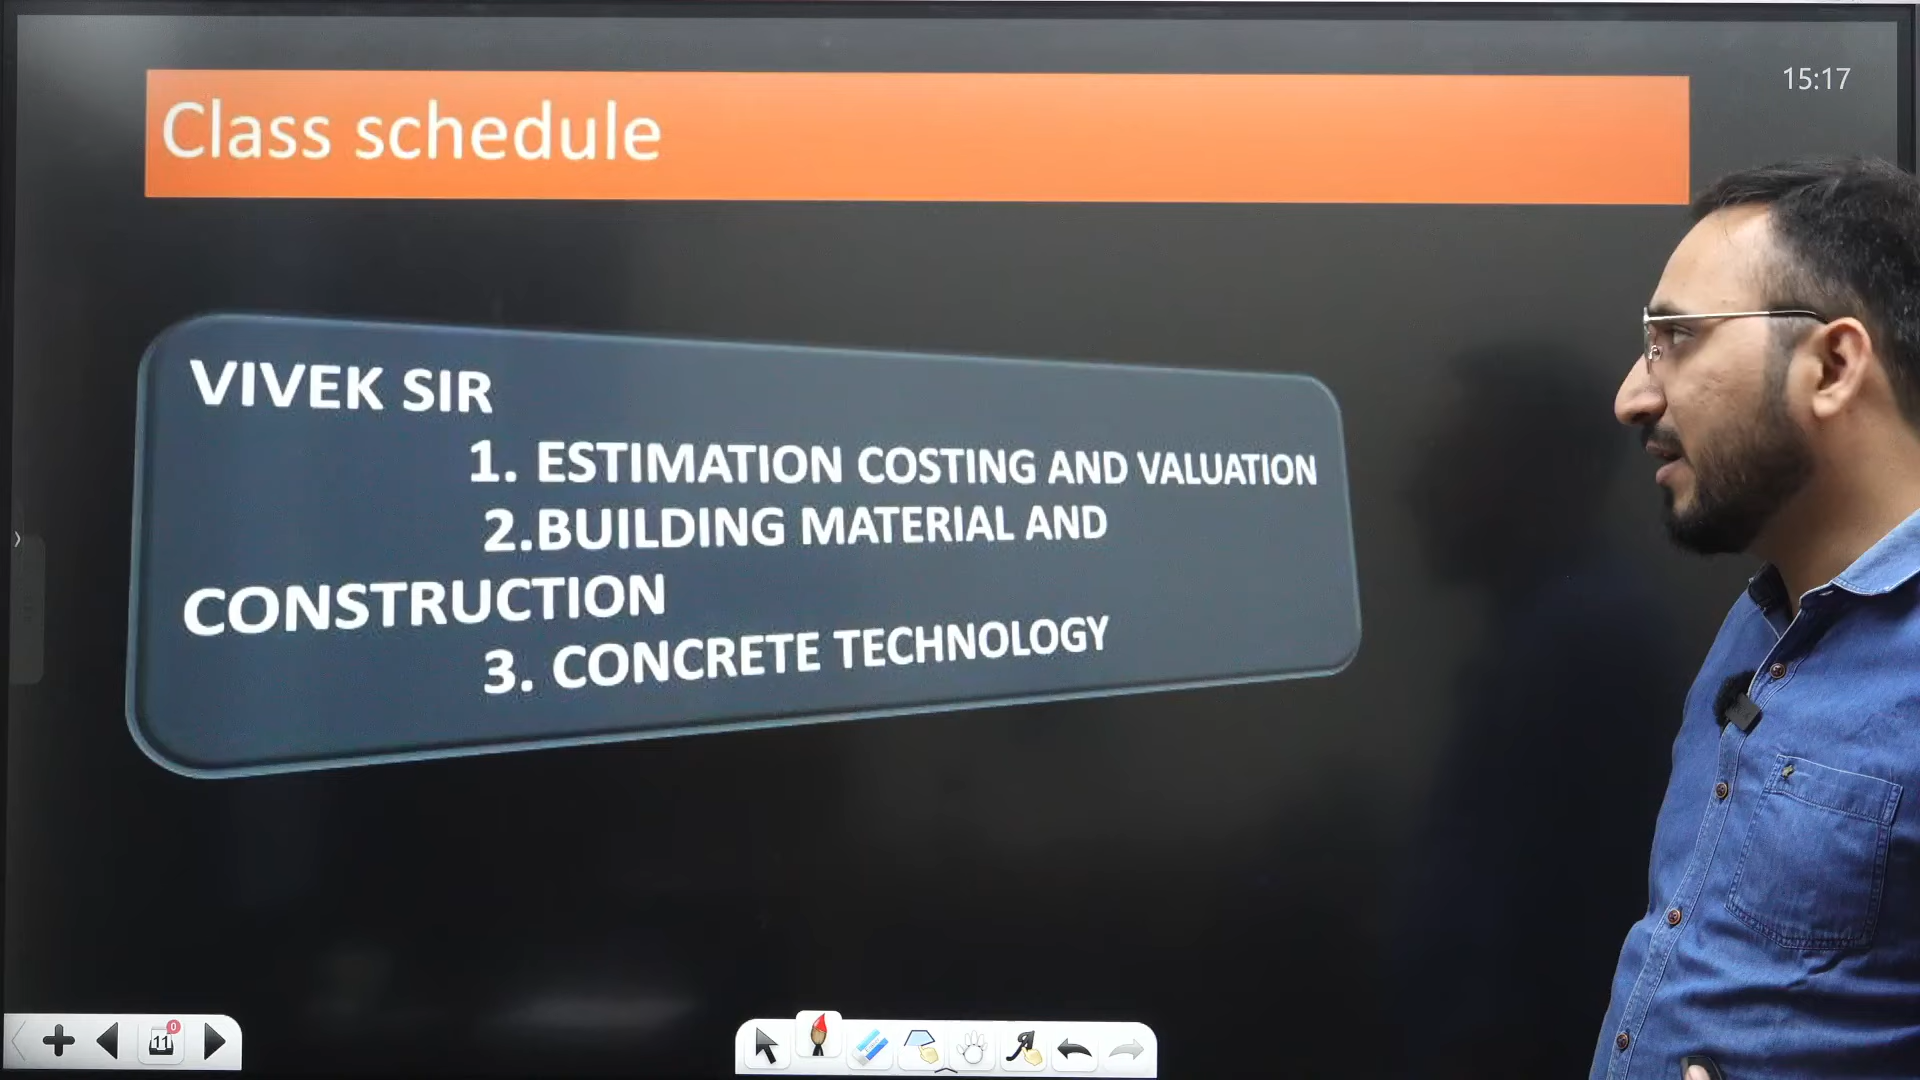 15:17
Class schedule
VIVEK SIR
1. ESTIMATION COSTING AND VALUATION
2.BUILDING MATERIAL AND
CONSTRUCTION
3. CONCRETE TECHNOLOGY
11
0